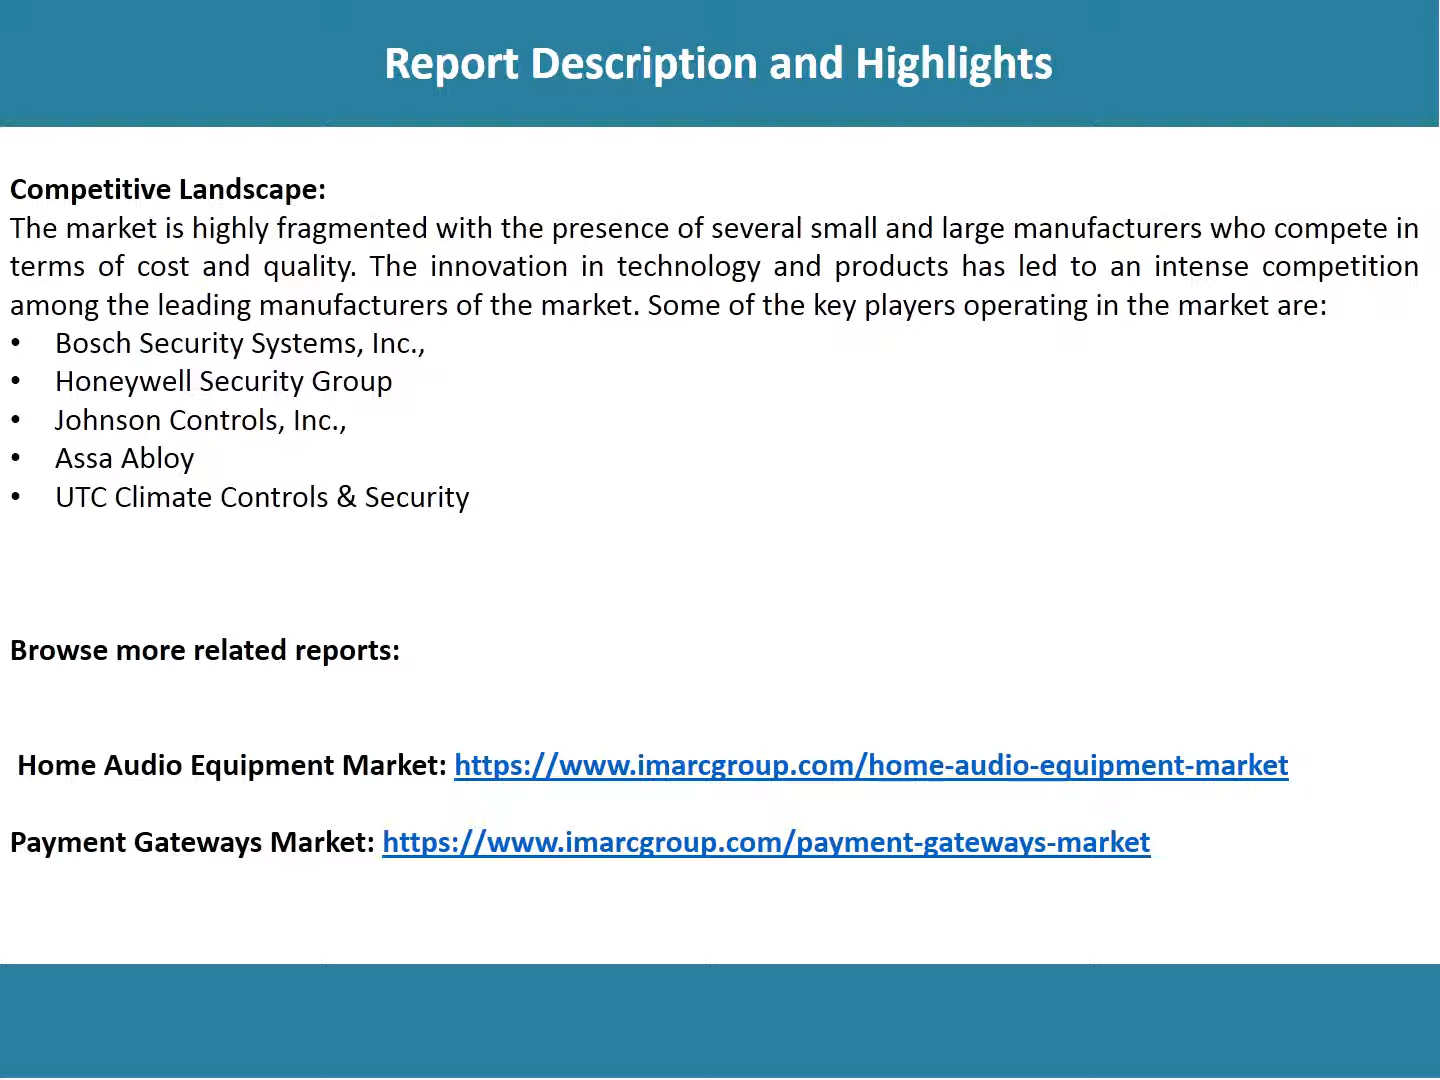 Report Description and Highlights
Competitive Landscape:
The market is highly fragmented with the presence of several small and large manufacturers who compete in
terms of cost and quality. The innovation in technology and products has led to an intense competition
among the leading manufacturers of the market. Some of the key players operating in the market are:
• Bosch Security Systems, Inc.,
• Honeywell Security Group
• Johnson Controls, Inc.,
• Assa Abloy
• UTC Climate Controls & Security
Browse more related reports:
Home Audio Equipment Market: https://www.imarcgroup.com/home-audio-equipment-market
Payment Gateways Market: https://www.imarcgroup.com/payment-gateways-market